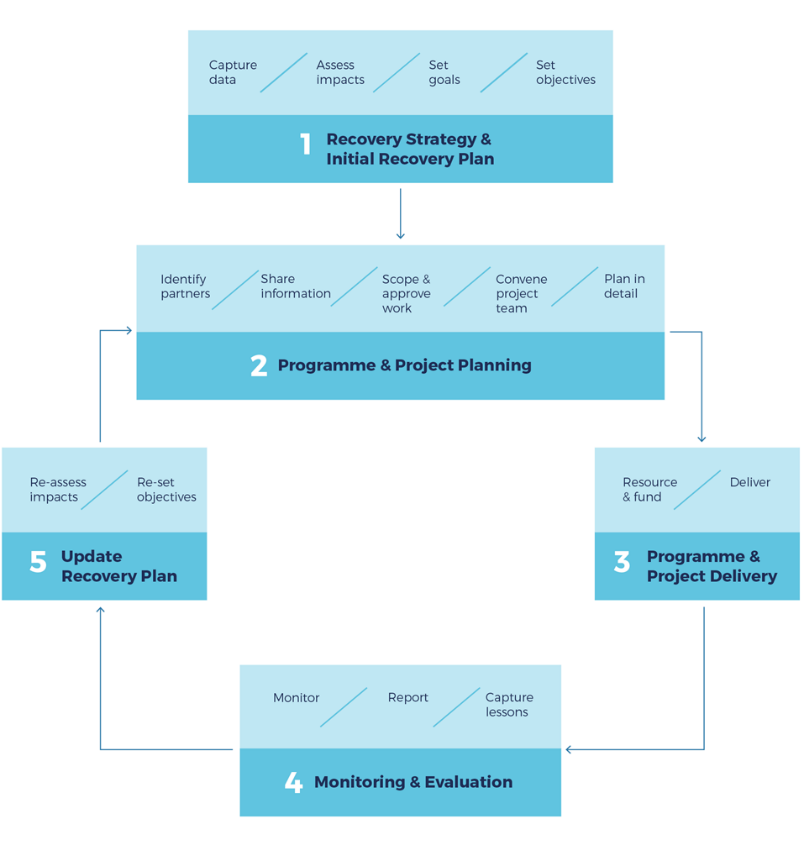 Capture
data
Assess
impacts
Set
goals
Set
objectives
1
Recovery Strategy &
Initial Recovery Plan
Identify
partners
Share
information
Scope &
approve
work
Convene
project
team
Plan in
detail
2 Programme & Project Planning
Re-assess
impacts
Re-set
objectives
5
Update
Recovery Plan
Resource
& fund
Deliver
3
Programme &
Project Delivery
Monitor
Report
Capture
lessons
4 Monitoring & Evaluation